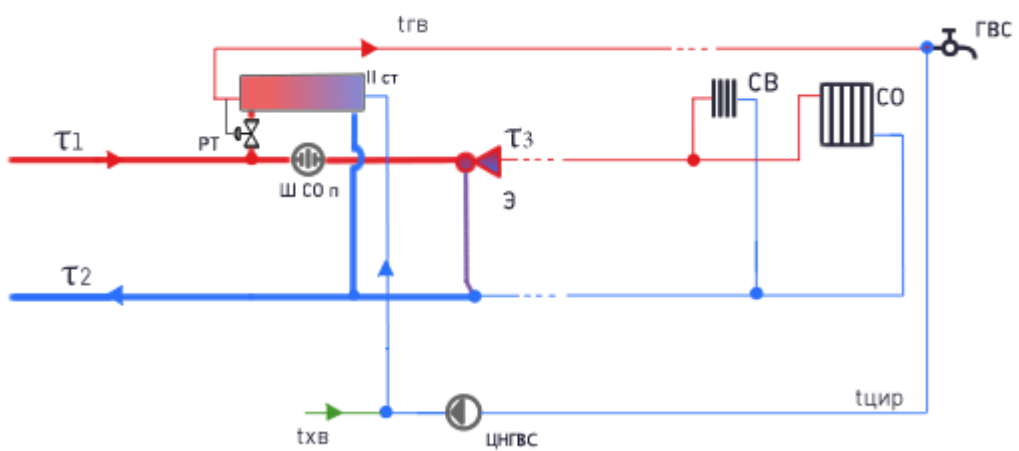 tгв
ГВС
II ст
СВ
СО
τ1
РТ
τ3
Ш СО п
Э
τ2
tцир
tхв
ЦНГВС